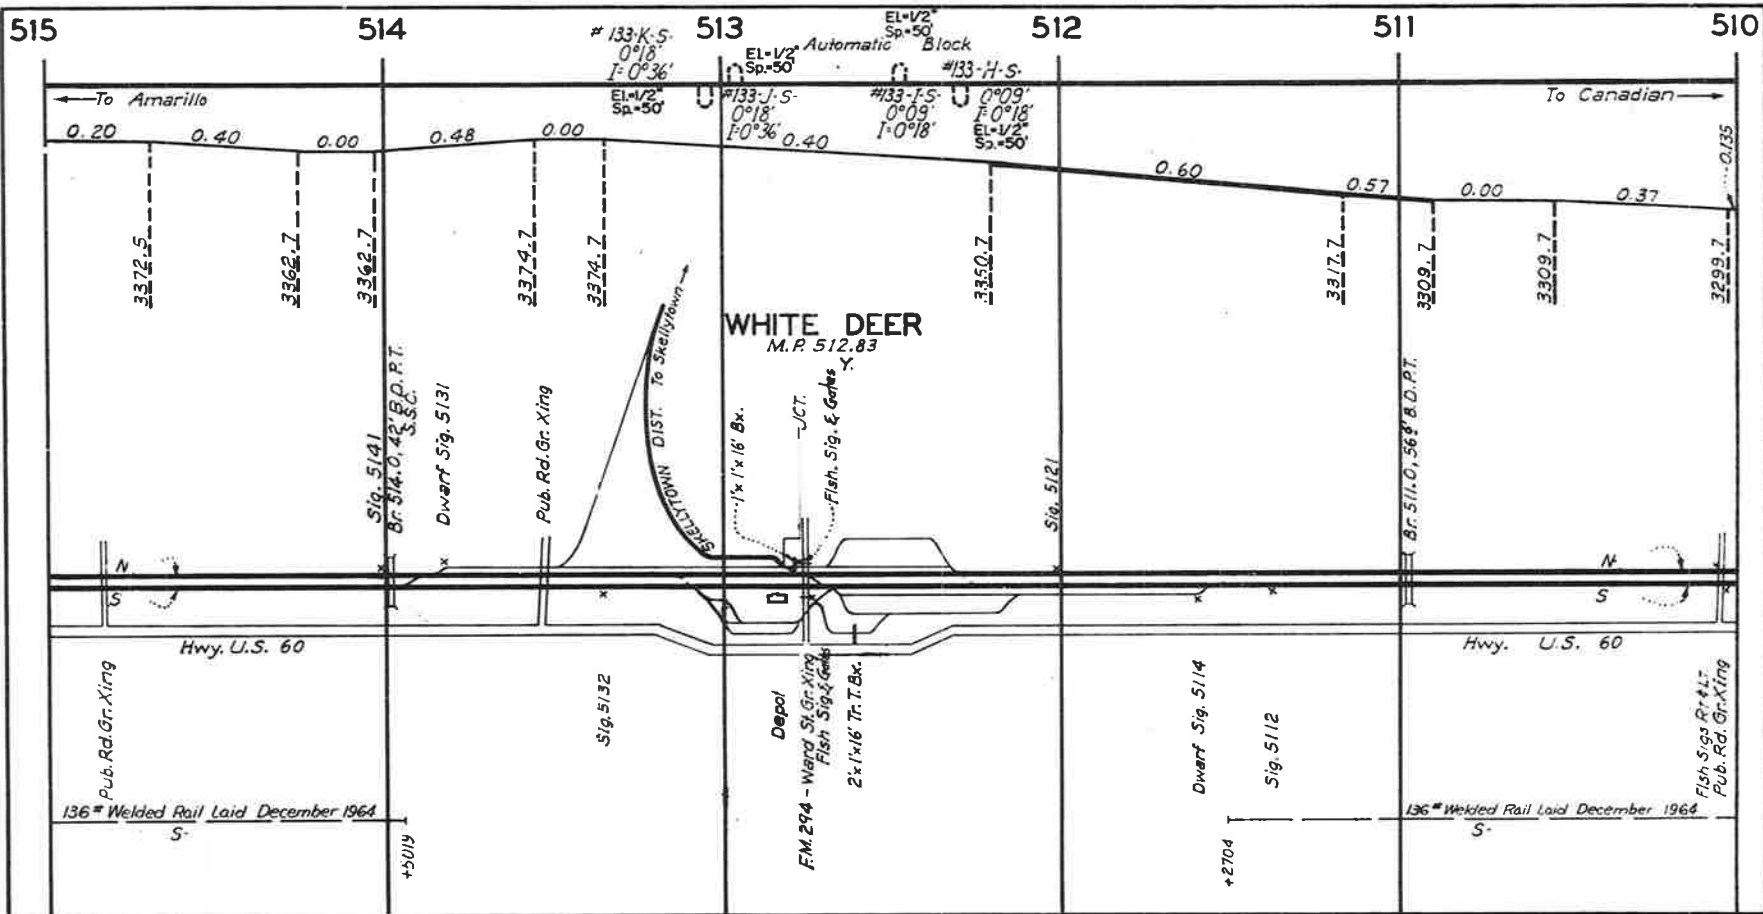 515 514 513 512 511 510
# 133-K-S-
0°18'
I=0°36'
El=1/2"
Sp=50'
Automatic Block
El=1/2"
Sp.=50'
#133-H-S-
0°09'
I=0°18'
El=1/2"
Sp.=50'
El=1/2"
Sp=50'
#133-J-S-
0°18'
I=0°36'
#133-I-S-
0°09'
I=0°18'
To Amarillo
To Canadian
0.20 0.40 0.00 0.48 0.00 0.40 0.60 0.57 0.00 0.37 0.135
3372.5
3362.7
3362.7
3374.7
3374.7
3350.7
3317.7
3309.7
3309.7
3299.7
WHITE DEER
M.P. 512.83
Y.
Sig. 5141
Br. 514.0, 42' B.D.P.T.
S.S.C.
Dwarf Sig. 5131
Pub. Rd. Gr. Xing
SKELLYTOWN DIST. To Skellytown
1'x1'x16' Bx.
JCT.
Flsh. Sig. & Gates
Sig. 5121
Br. 511.0, 56' B.D.P.T.
N
S
N
S
Hwy. U.S. 60
Hwy. U.S. 60
Pub. Rd. Gr. Xing
Sig. 5132
Depot
F.M. 294 - Ward St. Gr. Xing
Flsh Sig. & Gates
2'x1'x16' Tr. T. Bx.
Dwarf Sig. 5114
Sig. 5112
Flsh Sigs Rt & Lt.
Pub. Rd. Gr. Xing
136# Welded Rail Laid December 1964
S-
+5019
136# Welded Rail Laid December 1964
S-
+2704